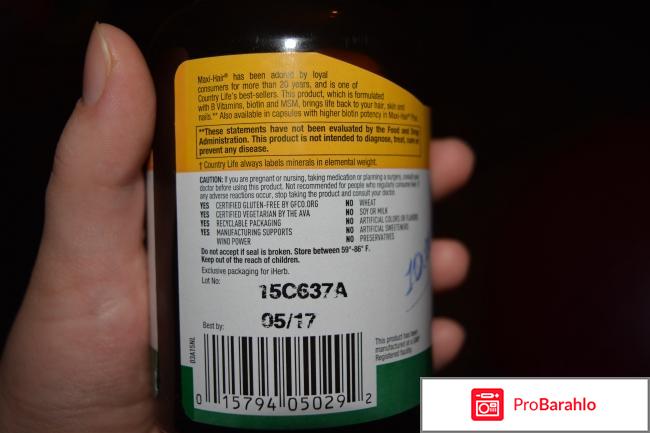 Maxi-Hair® has been adored by loyal
consumers for more than 20 years, and is one of
Country Life's best-sellers. This product, which is formulated
with B Vitamins, biotin and MSM, brings life back to your hair, skin and
nails.** Also available in capsules with higher biotin potency in Maxi-Hair® Plus.
**These statements have not been evaluated by the Food and Drug
Administration. This product is not intended to diagnose, treat, cure or
prevent any disease.
† Country Life always labels minerals in elemental weight.
CAUTION: If you are pregnant or nursing, taking medication or planning a surgery, consult your
doctor before using this product. Not recommended for people who regularly consume
any adverse reactions occur, stop taking the product and consult your doctor.
YES CERTIFIED GLUTEN-FREE BY GFCO.ORG
YES CERTIFIED VEGETARIAN BY THE AVA
YES RECYCLABLE PACKAGING
YES MANUFACTURING SUPPORTS
WIND POWER
NO WHEAT
NO SOY OR MILK
NO ARTIFICIAL COLORS OR FLAVORS
NO ARTIFICIAL SWEETENERS
NO PRESERVATIVES
Do not accept if seal is broken. Store between 59°-86° F.
Keep out of the reach of children.
Exclusive packaging for iHerb.
Lot No:
15C637A
Best by:
05/17
03A15NL
0 15794 05029 2
This product has been
manufactured at a GMP
Registered facility.
ProBarahlo